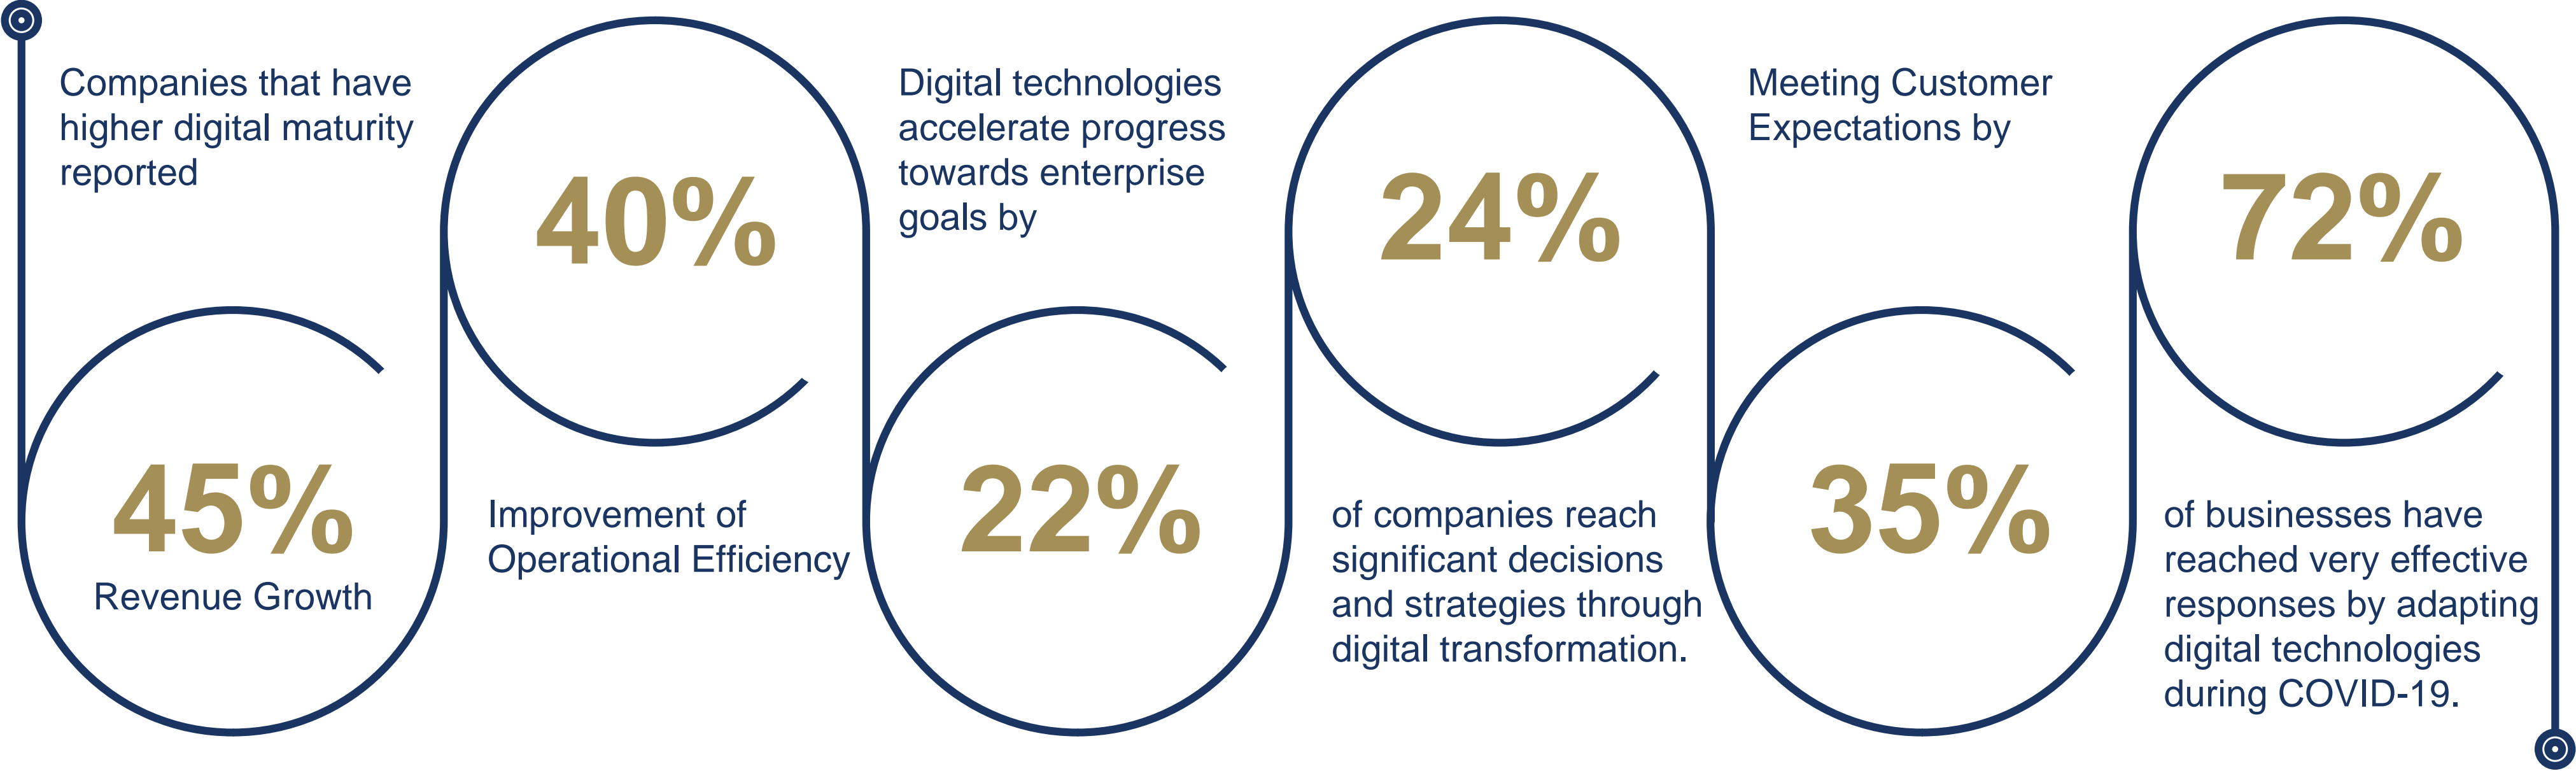 Companies that have
higher digital maturity
reported
45%
Revenue Growth
40%
Improvement of
Operational Efficiency
Digital technologies
accelerate progress
towards enterprise
goals by
22%
24%
of companies reach
significant decisions
and strategies through
digital transformation.
Meeting Customer
Expectations by
35%
72%
of businesses have
reached very effective
responses by adapting
digital technologies
during COVID-19.